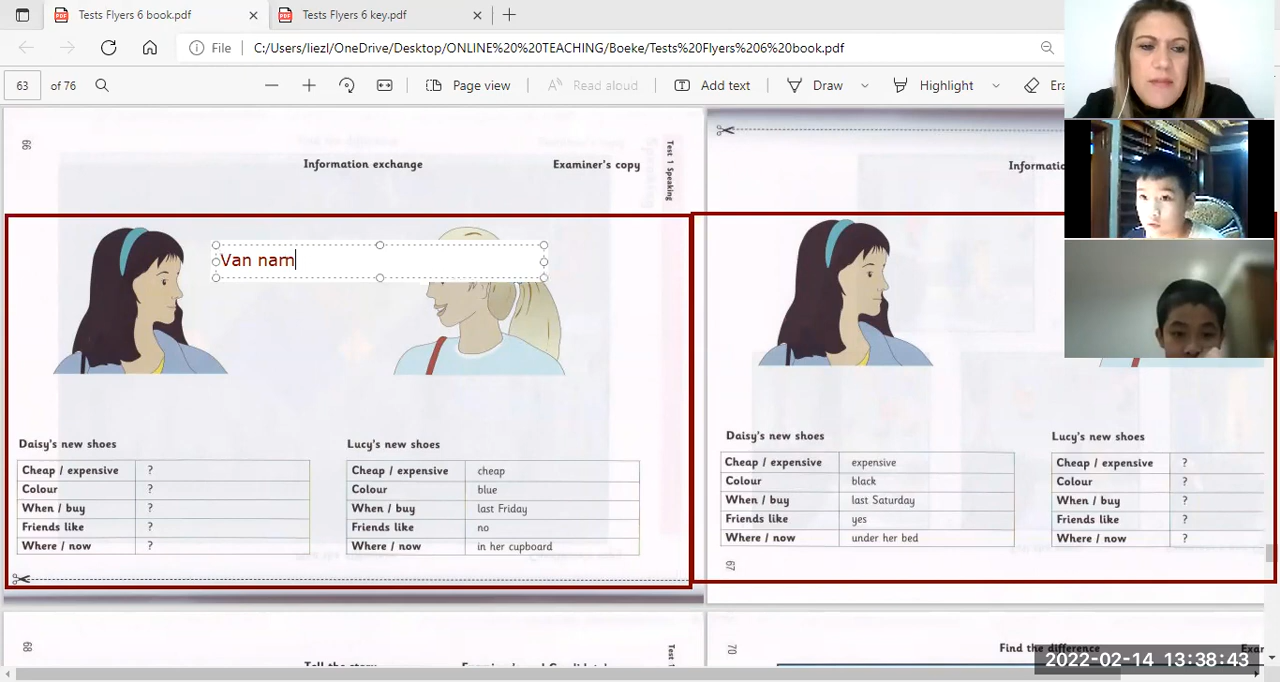 Tests Flyers 6 book.pdf
Tests Flyers 6 key.pdf
File C:/Users/liezl/OneDrive/Desktop/ONLINE%20%20TEACHING/Boeke/Tests%20Flyers%206%20book.pdf
63 of 76 Page view Read aloud Add text Draw Highlight
66
Information exchange
Examiner's copy
Test 1 Speaking
Van nam
Daisy's new shoes
Cheap / expensive ?
Colour ?
When / buy ?
Friends like ?
Where / now ?
Lucy's new shoes
Cheap / expensive cheap
Colour blue
When / buy last Friday
Friends like no
Where / now in her cupboard
Daisy's new shoes
Cheap / expensive expensive
Colour black
When / buy last Saturday
Friends like yes
Where / now under her bed
Lucy's new shoes
Cheap / expensive ?
Colour ?
When / buy ?
Friends like ?
Where / now ?
67
68
70
Find the difference
2022-02-14 13:38:43